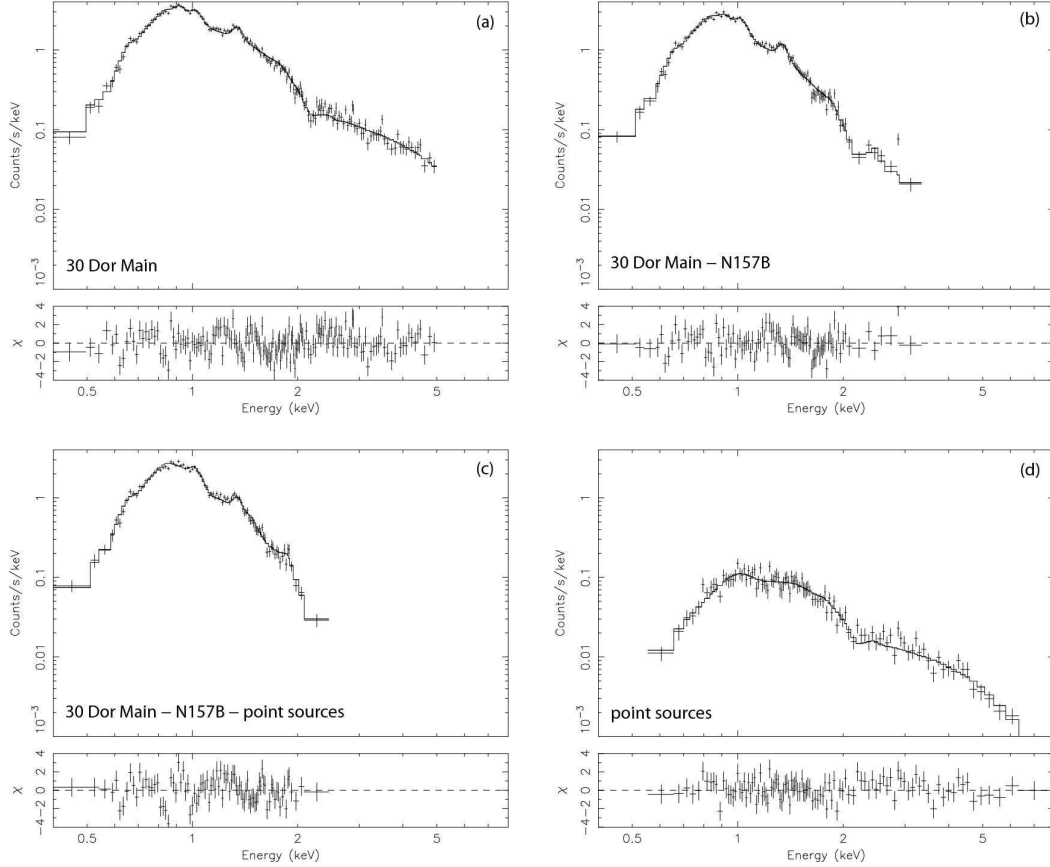 (a)
Counts/s/keV
1
0.1
0.01
10⁻³
30 Dor Main
χ
4
2
0
−2
−4
0.5 1 2 5
Energy (keV)
(b)
Counts/s/keV
1
0.1
0.01
10⁻³
30 Dor Main – N157B
χ
4
2
0
−2
−4
0.5 1 2 5
Energy (keV)
(c)
Counts/s/keV
1
0.1
0.01
10⁻³
30 Dor Main – N157B – point sources
χ
4
2
0
−2
−4
0.5 1 2 5
Energy (keV)
(d)
Counts/s/keV
1
0.1
0.01
10⁻³
point sources
χ
4
2
0
−2
−4
0.5 1 2 5
Energy (keV)